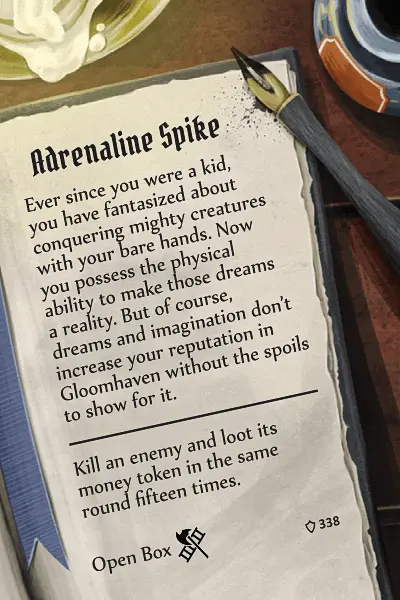 Adrenaline Spike
Ever since you were a kid,
you have fantasized about
conquering mighty creatures
with your bare hands. Now
you possess the physical
ability to make those dreams
a reality. But of course,
dreams and imagination don't
increase your reputation in
Gloomhaven without the spoils
to show for it.
Kill an enemy and loot its
money token in the same
round fifteen times.
Open Box
338